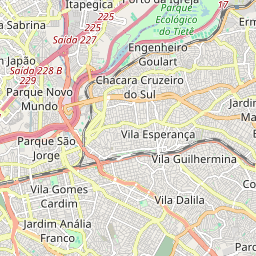 Itapegica
Porto da Igreja
17
Sabrina
225
Saída 227
Parque
Ecológico
do Tietê
Engenheiro
Goulart
Saída 228 B
230
Chácara Cruzeiro
do Sul
Parque Novo
Mundo
Jardim
Vila Esperança
Parque São
Jorge
Vila Guilhermina
Vila Gomes
Cardim
Vila Dalila
Jardim Anália
Franco